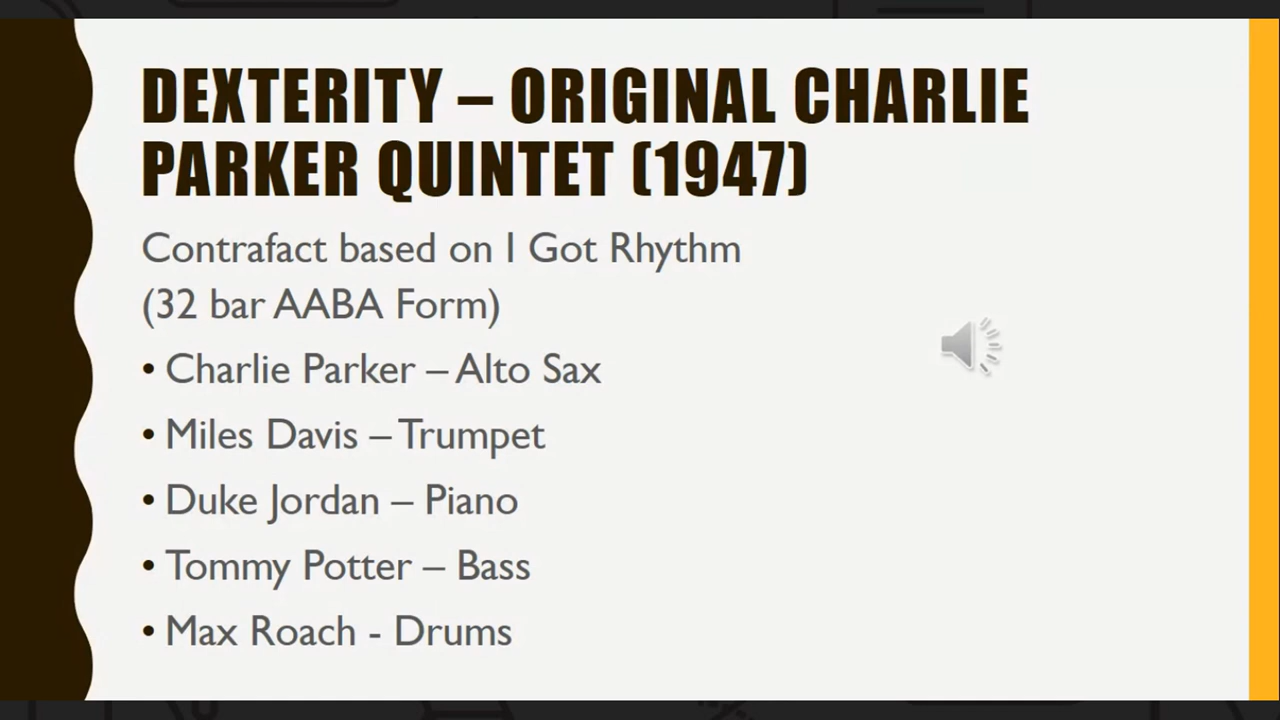 DEXTERITY – ORIGINAL CHARLIE
PARKER QUINTET (1947)
Contrafact based on I Got Rhythm
(32 bar AABA Form)
• Charlie Parker – Alto Sax
• Miles Davis – Trumpet
• Duke Jordan – Piano
• Tommy Potter – Bass
• Max Roach - Drums